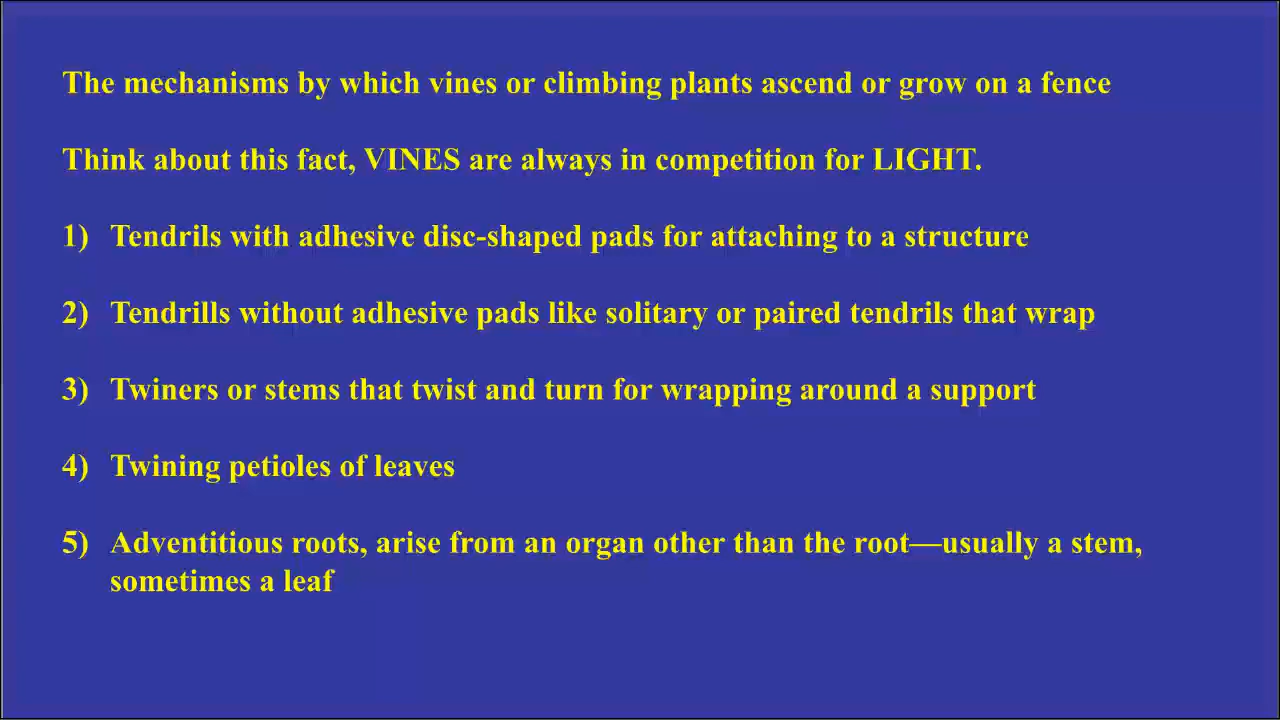 The mechanisms by which vines or climbing plants ascend or grow on a fence
Think about this fact, VINES are always in competition for LIGHT.
1) Tendrils with adhesive disc-shaped pads for attaching to a structure
2) Tendrills without adhesive pads like solitary or paired tendrils that wrap
3) Twiners or stems that twist and turn for wrapping around a support
4) Twining petioles of leaves
5) Adventitious roots, arise from an organ other than the root—usually a stem,
sometimes a leaf